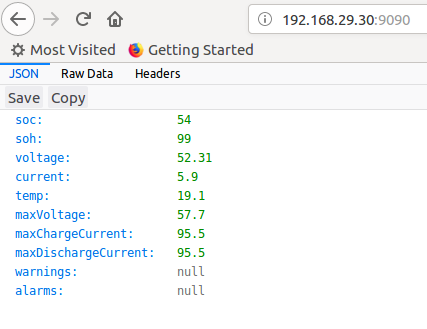 192.168.29.30:9090
Most Visited Getting Started
JSON Raw Data Headers
Save Copy
soc: 54
soh: 99
voltage: 52.31
current: 5.9
temp: 19.1
maxVoltage: 57.7
maxChargeCurrent: 95.5
maxDischargeCurrent: 95.5
warnings: null
alarms: null